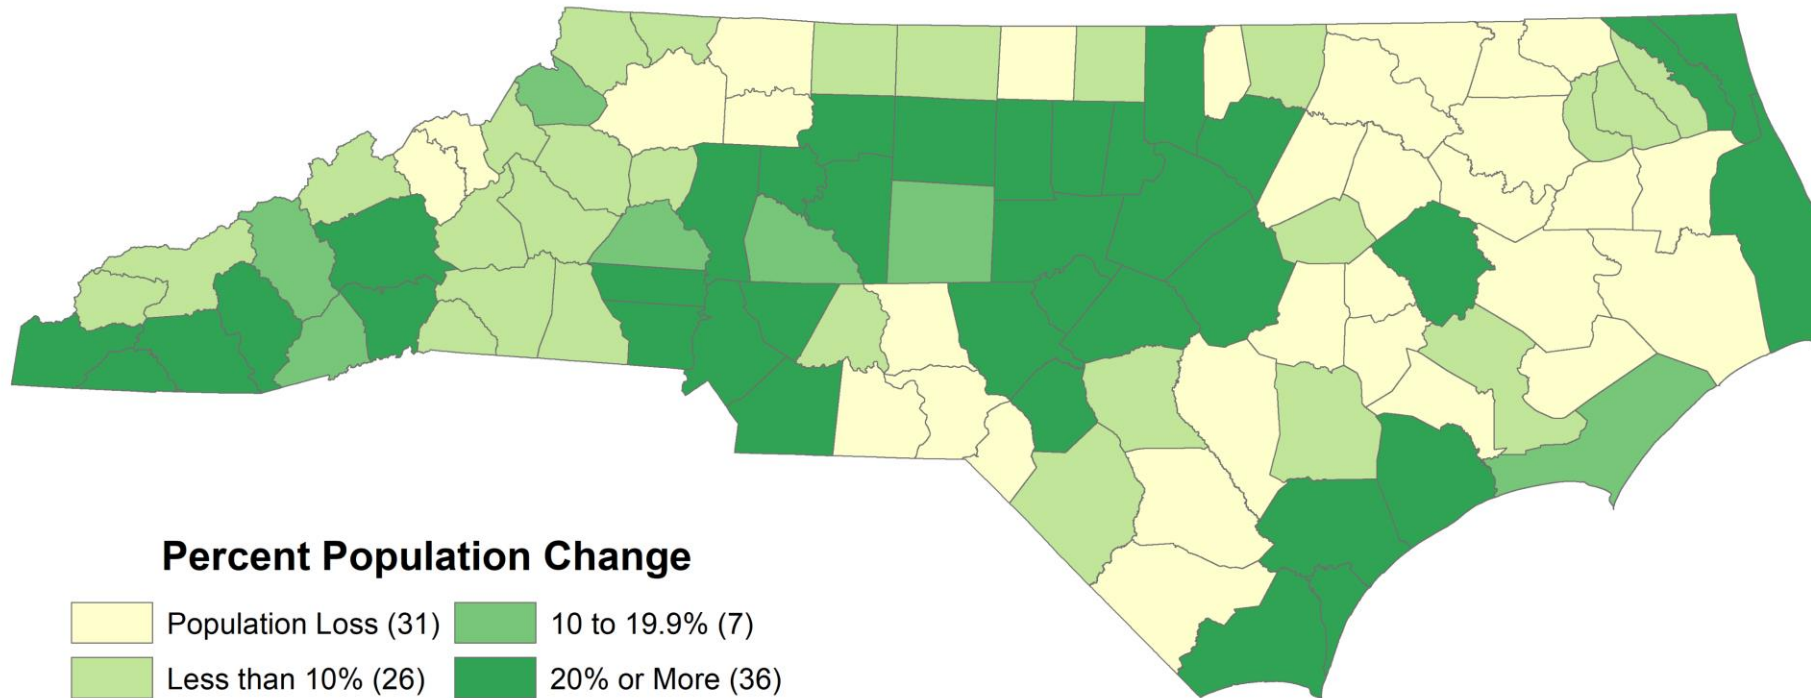 Percent Population Change
Population Loss (31) 10 to 19.9% (7)
Less than 10% (26) 20% or More (36)